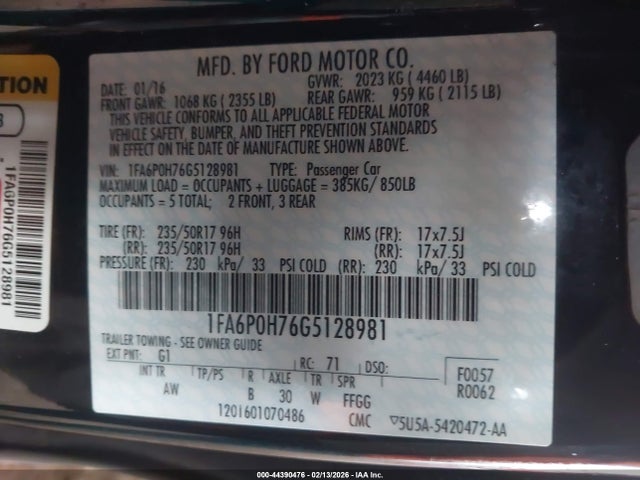 MFD. BY FORD MOTOR CO.
DATE: 01/16 GVWR: 2023 KG ( 4460 LB)
FRONT GAWR: 1068 KG ( 2355 LB) REAR GAWR: 959 KG ( 2115 LB)
THIS VEHICLE CONFORMS TO ALL APPLICABLE FEDERAL MOTOR
VEHICLE SAFETY, BUMPER, AND THEFT PREVENTION STANDARDS
IN EFFECT ON THE DATE OF MANUFACTURE SHOWN ABOVE.
VIN: 1FA6P0H76G5128981 TYPE: Passenger Car
MAXIMUM LOAD = OCCUPANTS + LUGGAGE = 385KG/ 850LB
OCCUPANTS = 5 TOTAL; 2 FRONT, 3 REAR
TIRE (FR): 235/50R17 96H RIMS (FR): 17x7.5J
(RR): 235/50R17 96H (RR): 17x7.5J
PRESSURE (FR): 230 kPa/ 33 PSI COLD (RR): 230 kPa/ 33 PSI COLD
1FA6P0H76G5128981
TRAILER TOWING - SEE OWNER GUIDE
EXT PNT: G1 RC: 71 DSO: F0057
INT TR TP/PS R AXLE TR SPR R0062
AW B 30 W FFGG
1201601070486 CMC 5U5A-5420472-AA
TION
1FA6P0H76G5128981
000-44390476 - 02/13/2026 - IAA Inc.